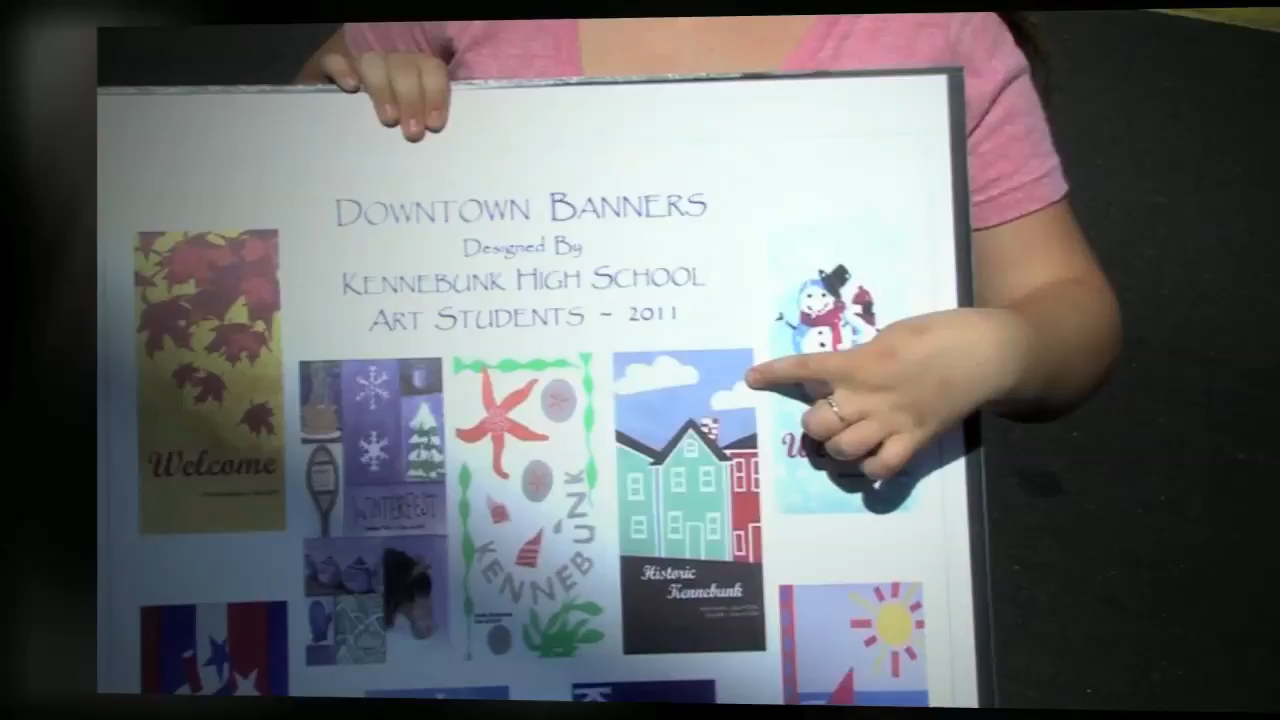 DOWNTOWN BANNERS
Designed By
KENNEBUNK HIGH SCHOOL
ART STUDENTS ~ 2011
Welcome
WINTERFEST
KENNEBUNK
Historic
Kennebunk